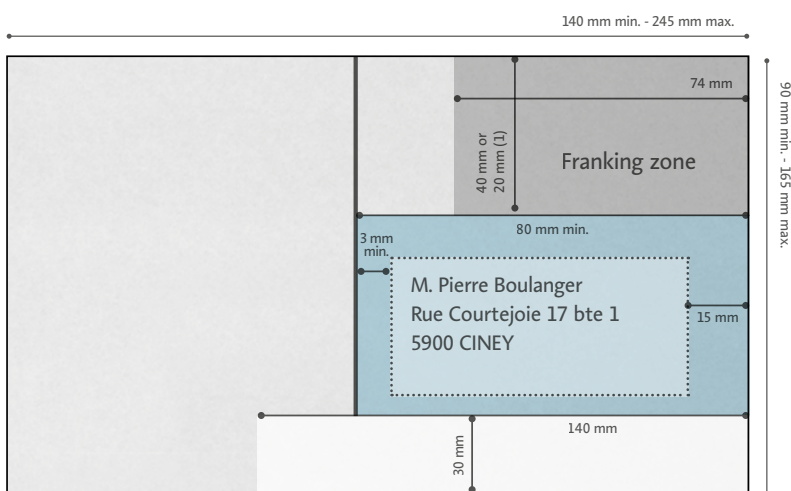 140 mm min. - 245 mm max.
74 mm
90 mm min. - 165 mm max.
40 mm or
20 mm (1)
Franking zone
80 mm min.
3 mm
min.
M. Pierre Boulanger
Rue Courtejoie 17 bte 1
5900 CINEY
15 mm
140 mm
30 mm